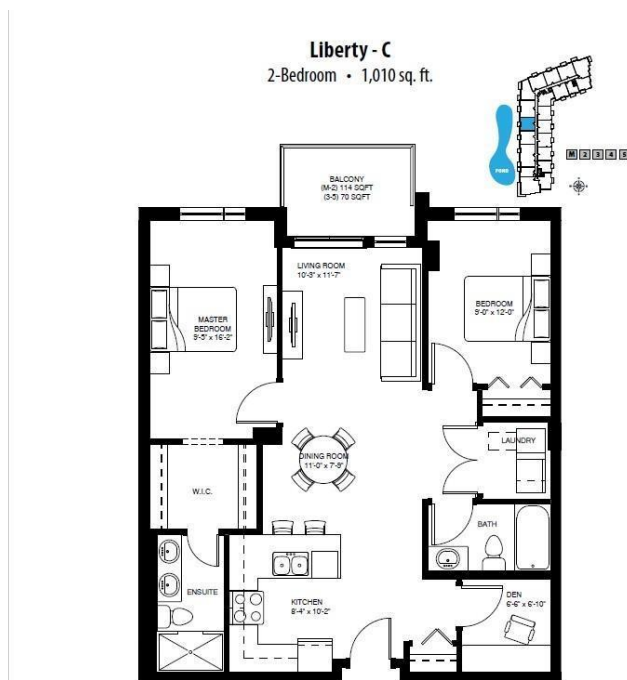 Liberty - C
2-Bedroom • 1,010 sq. ft.
POND
M 2 3 4 5
BALCONY
(M-2) 114 SQFT
(3-5) 70 SQFT
LIVING ROOM
10'-3" x 11'-7"
MASTER
BEDROOM
9'-5" x 16'-2"
BEDROOM
9'-0" x 12'-0"
LAUNDRY
DINING ROOM
11'-0" x 7'-9"
W.I.C.
BATH
ENSUITE
KITCHEN
8'-4" x 10'-2"
DEN
6'-6" x 6'-10"